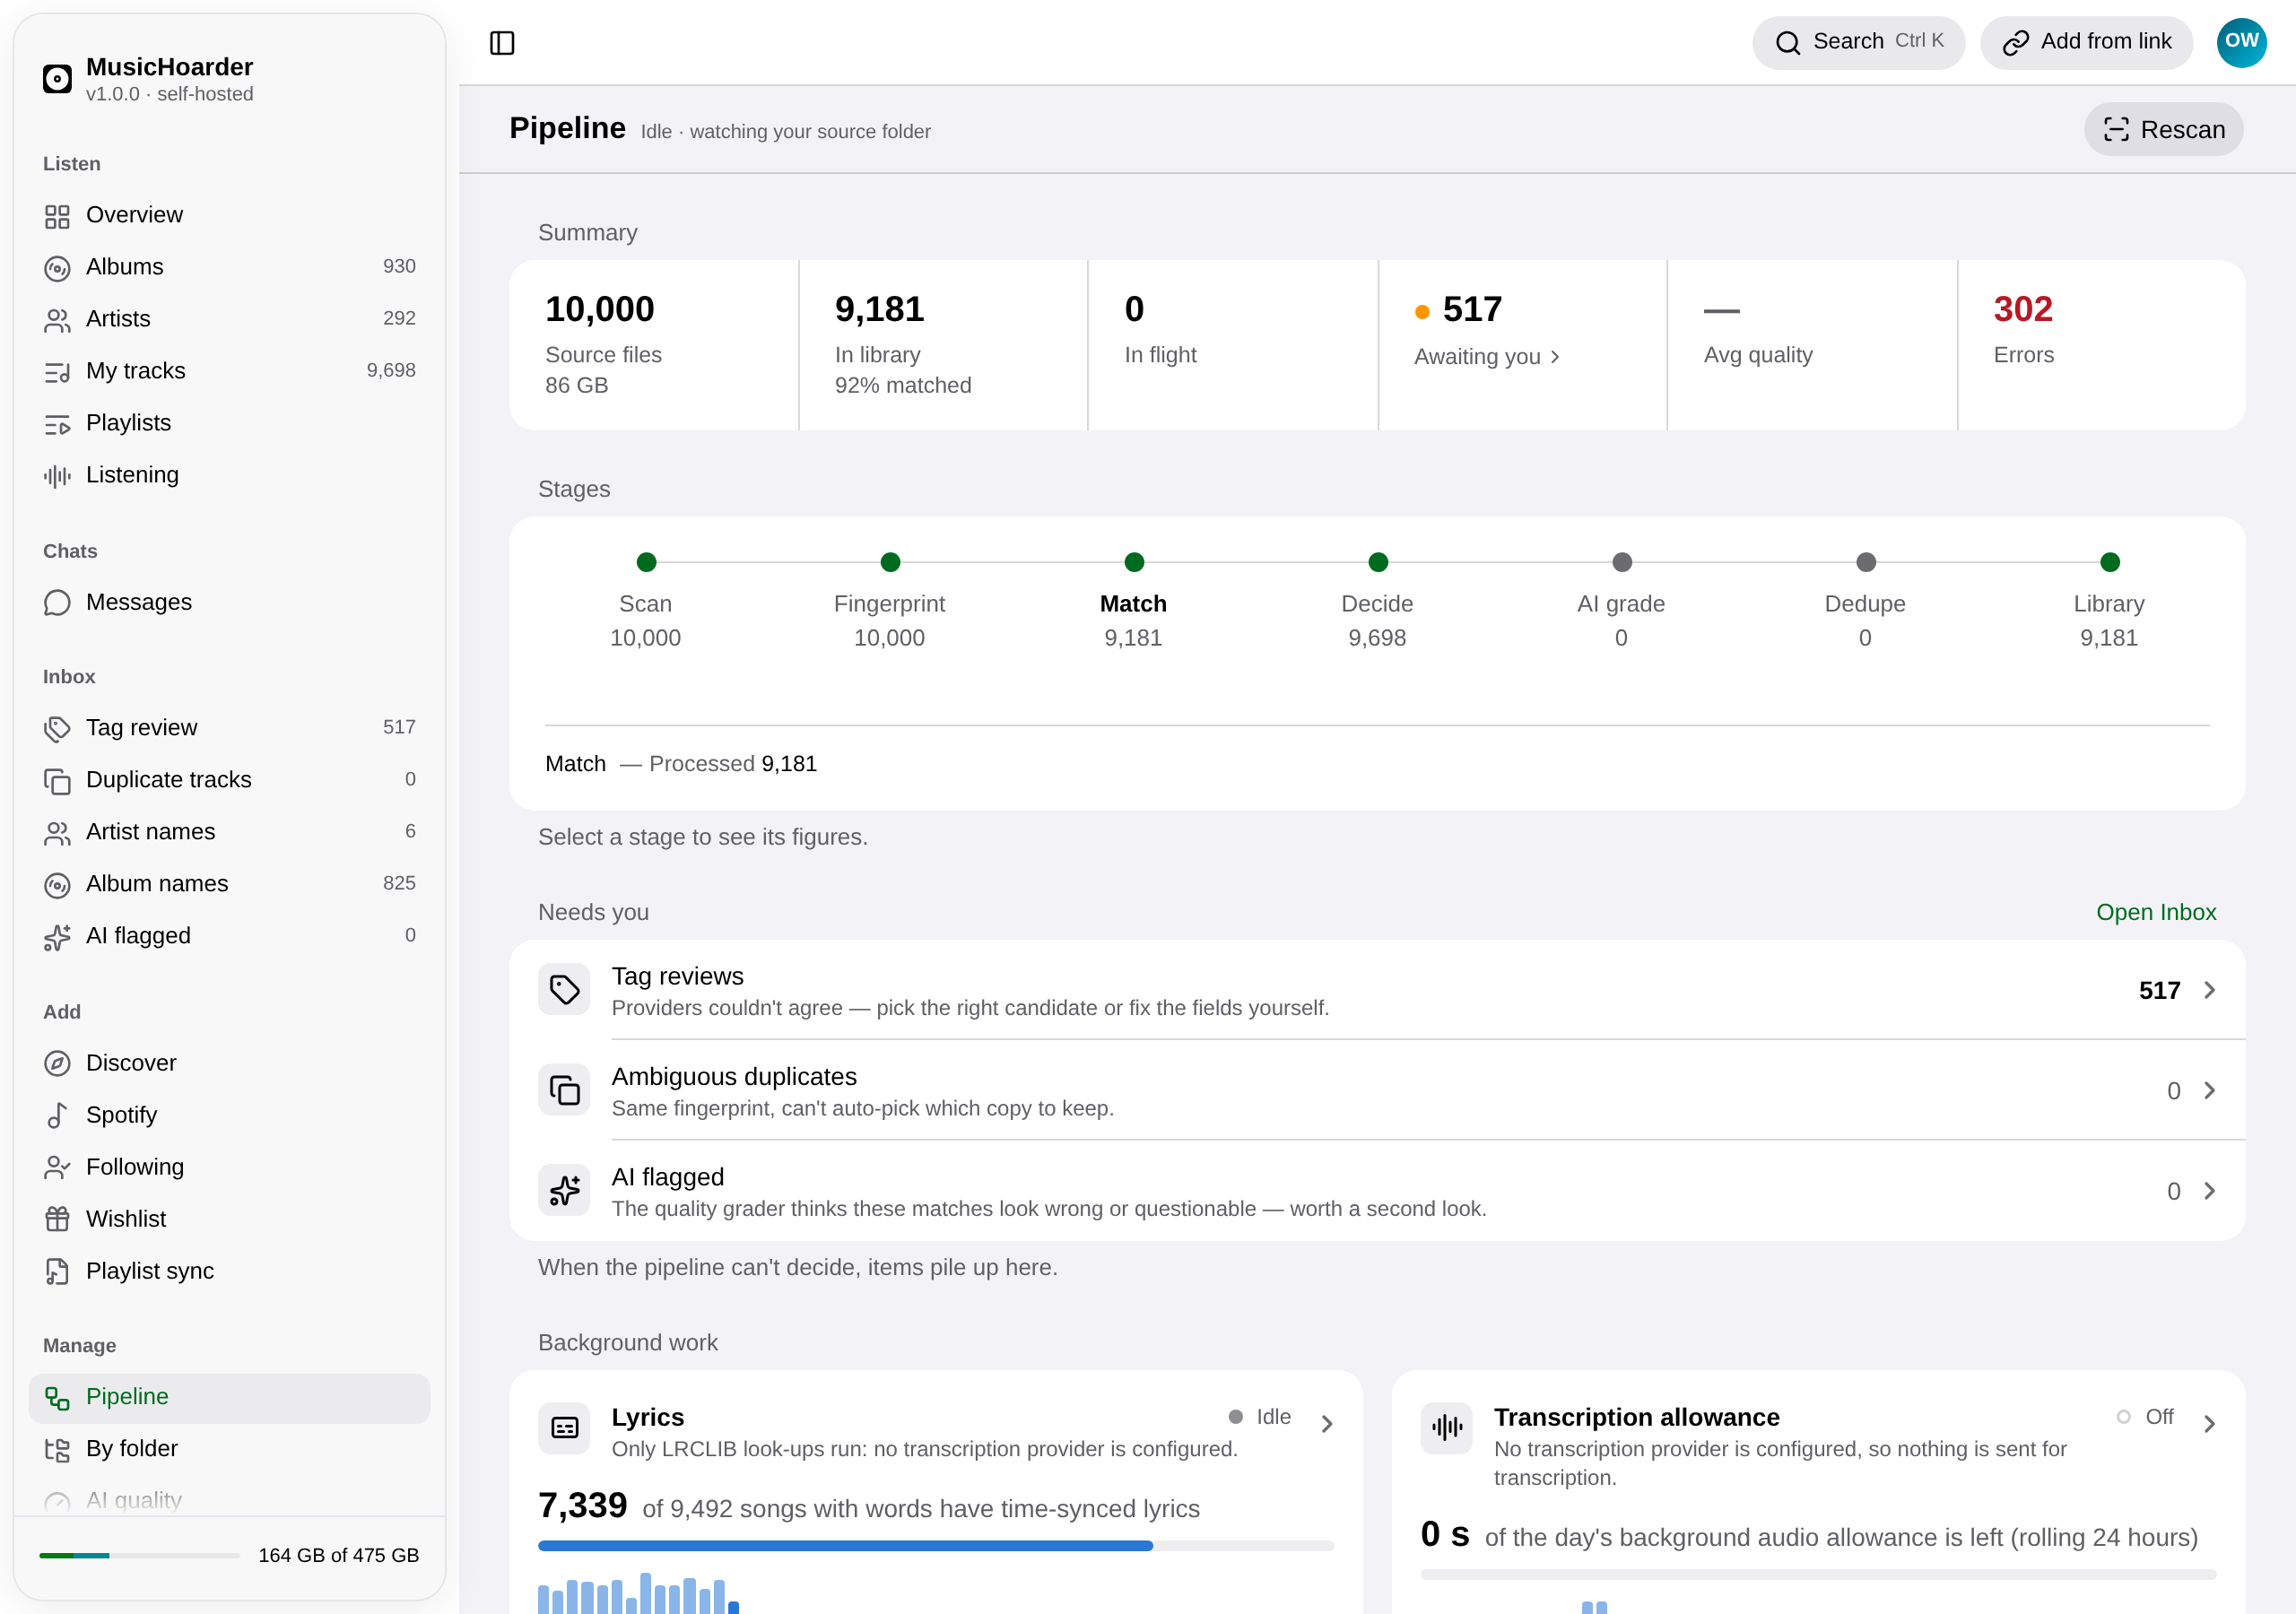 MusicHoarder
v1.0.0 · self-hosted
Listen
Overview
Albums 930
Artists 292
My tracks 9,698
Playlists
Listening
Chats
Messages
Inbox
Tag review 517
Duplicate tracks 0
Artist names 6
Album names 825
AI flagged 0
Add
Discover
Spotify
Following
Wishlist
Playlist sync
Manage
Pipeline
By folder
AI quality
164 GB of 475 GB
Search Ctrl K
Add from link
OW
Pipeline Idle · watching your source folder
Rescan
Summary
10,000
Source files
86 GB
9,181
In library
92% matched
0
In flight
517
Awaiting you
—
Avg quality
302
Errors
Stages
Scan
10,000
Fingerprint
10,000
Match
9,181
Decide
9,698
AI grade
0
Dedupe
0
Library
9,181
Match — Processed 9,181
Select a stage to see its figures.
Needs you
Open Inbox
Tag reviews
Providers couldn't agree — pick the right candidate or fix the fields yourself.
517
Ambiguous duplicates
Same fingerprint, can't auto-pick which copy to keep.
0
AI flagged
The quality grader thinks these matches look wrong or questionable — worth a second look.
0
When the pipeline can't decide, items pile up here.
Background work
Lyrics
Idle
Only LRCLIB look-ups run: no transcription provider is configured.
7,339 of 9,492 songs with words have time-synced lyrics
Transcription allowance
Off
No transcription provider is configured, so nothing is sent for
transcription.
0 s of the day's background audio allowance is left (rolling 24 hours)